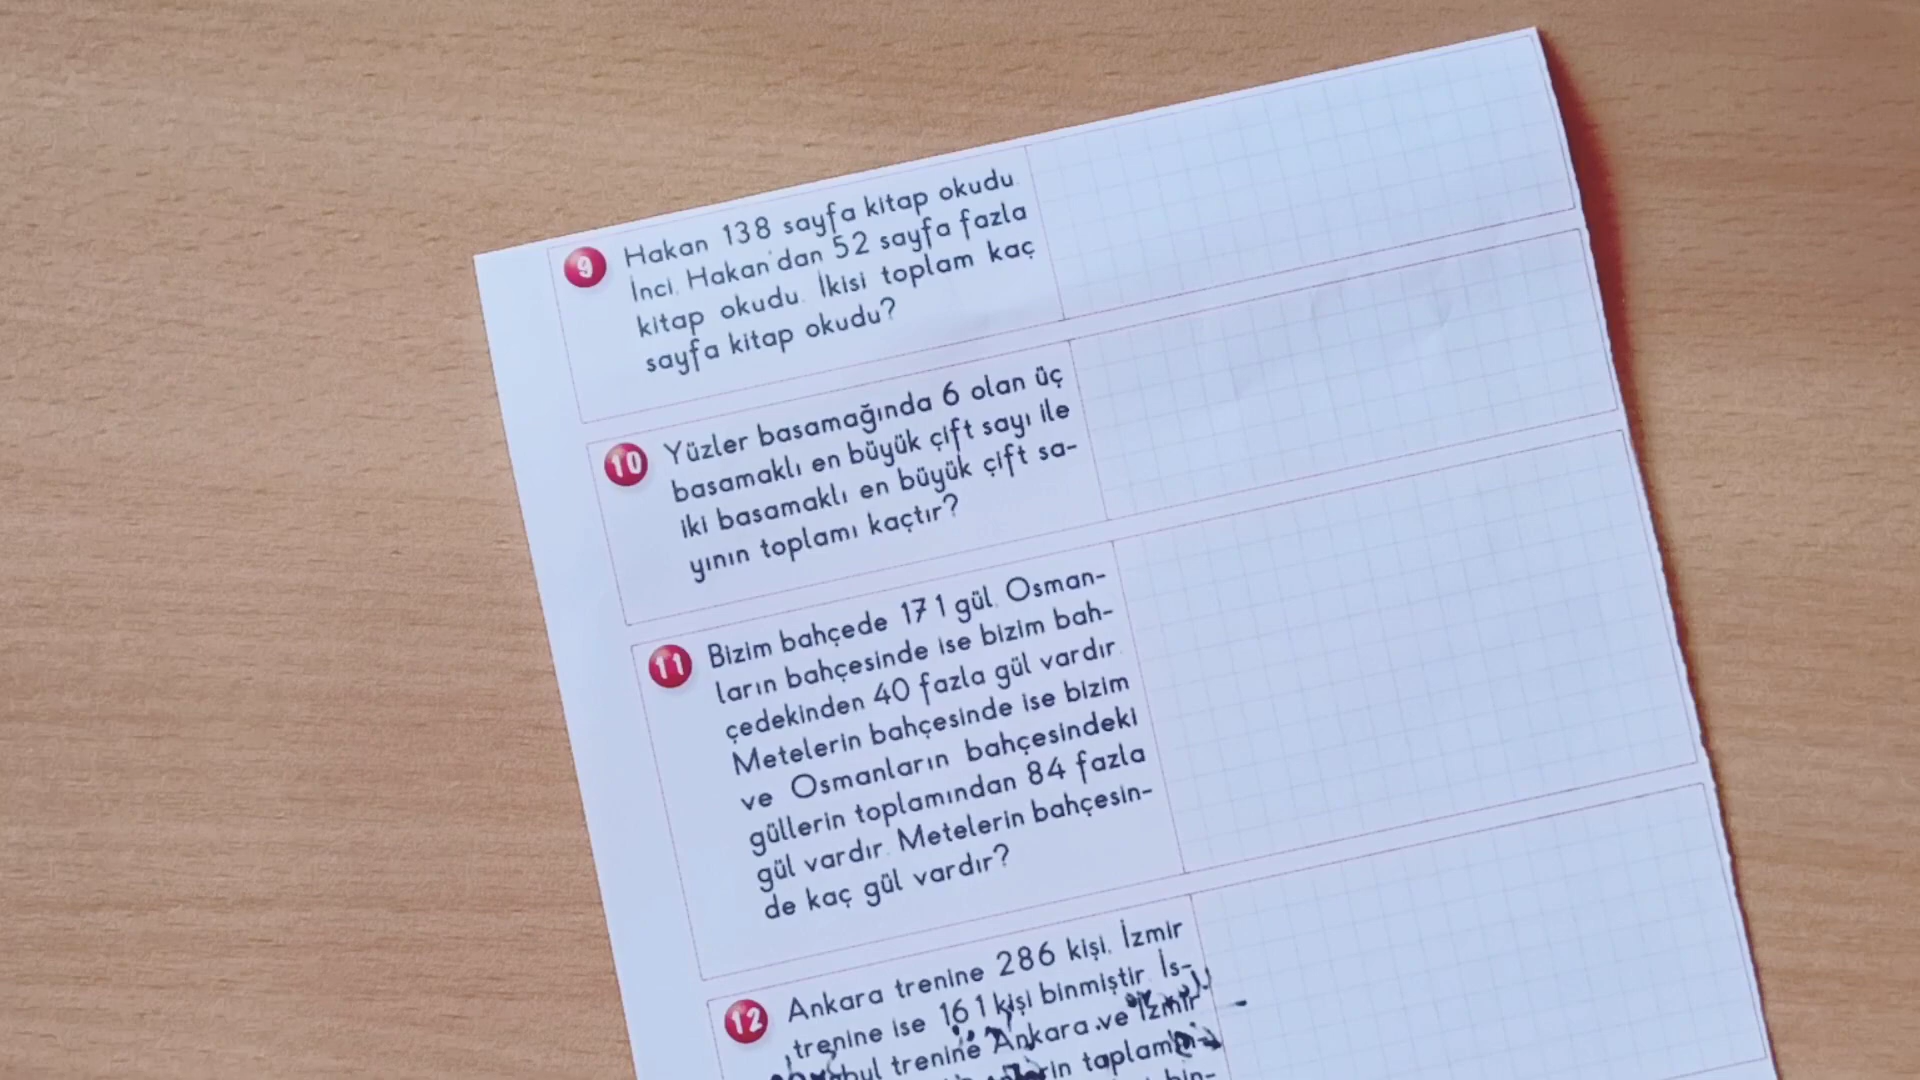 9 Hakan 138 sayfa kitap okudu.
İnci, Hakan'dan 52 sayfa fazla
kitap okudu. İkisi toplam kaç
sayfa kitap okudu?
10 Yüzler basamağında 6 olan üç
basamaklı en büyük çift sayı ile
iki basamaklı en büyük çift sa-
yının toplamı kaçtır?
11 Bizim bahçede 171 gül, Osman-
ların bahçesinde ise bizim bah-
çedekinden 40 fazla gül vardır.
Metelerin bahçesinde ise bizim
ve Osmanların bahçesindeki
güllerin toplamından 84 fazla
gül vardır. Metelerin bahçesin-
de kaç gül vardır?
12 Ankara trenine 286 kişi, İzmir
trenine ise 161 kişi binmiştir. İs-
trenine Ankara ve İzmir